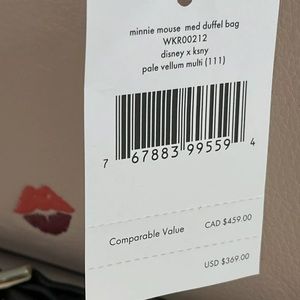 minnie mouse med duffel bag
WKR00212
disney x ksny
pale vellum multi (111)
7 67883 99559 4
Comparable Value CAD $459.00
USD $369.00